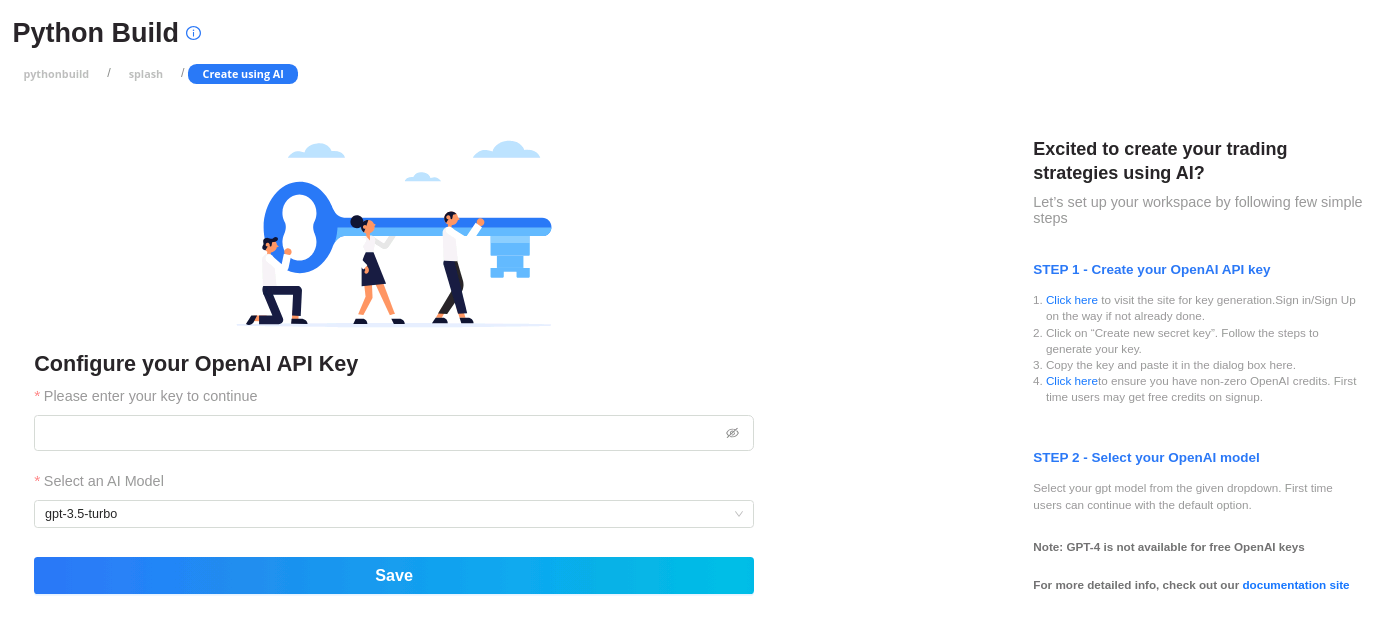 Python Build
pythonbuild / splash / Create using AI
Configure your OpenAI API Key
* Please enter your key to continue
* Select an AI Model
gpt-3.5-turbo
Save
Excited to create your trading
strategies using AI?
Let’s set up your workspace by following few simple
steps
STEP 1 - Create your OpenAI API key
1. Click here to visit the site for key generation.Sign in/Sign Up
on the way if not already done.
2. Click on “Create new secret key”. Follow the steps to
generate your key.
3. Copy the key and paste it in the dialog box here.
4. Click hereto ensure you have non-zero OpenAI credits. First
time users may get free credits on signup.
STEP 2 - Select your OpenAI model
Select your gpt model from the given dropdown. First time
users can continue with the default option.
Note: GPT-4 is not available for free OpenAI keys
For more detailed info, check out our documentation site